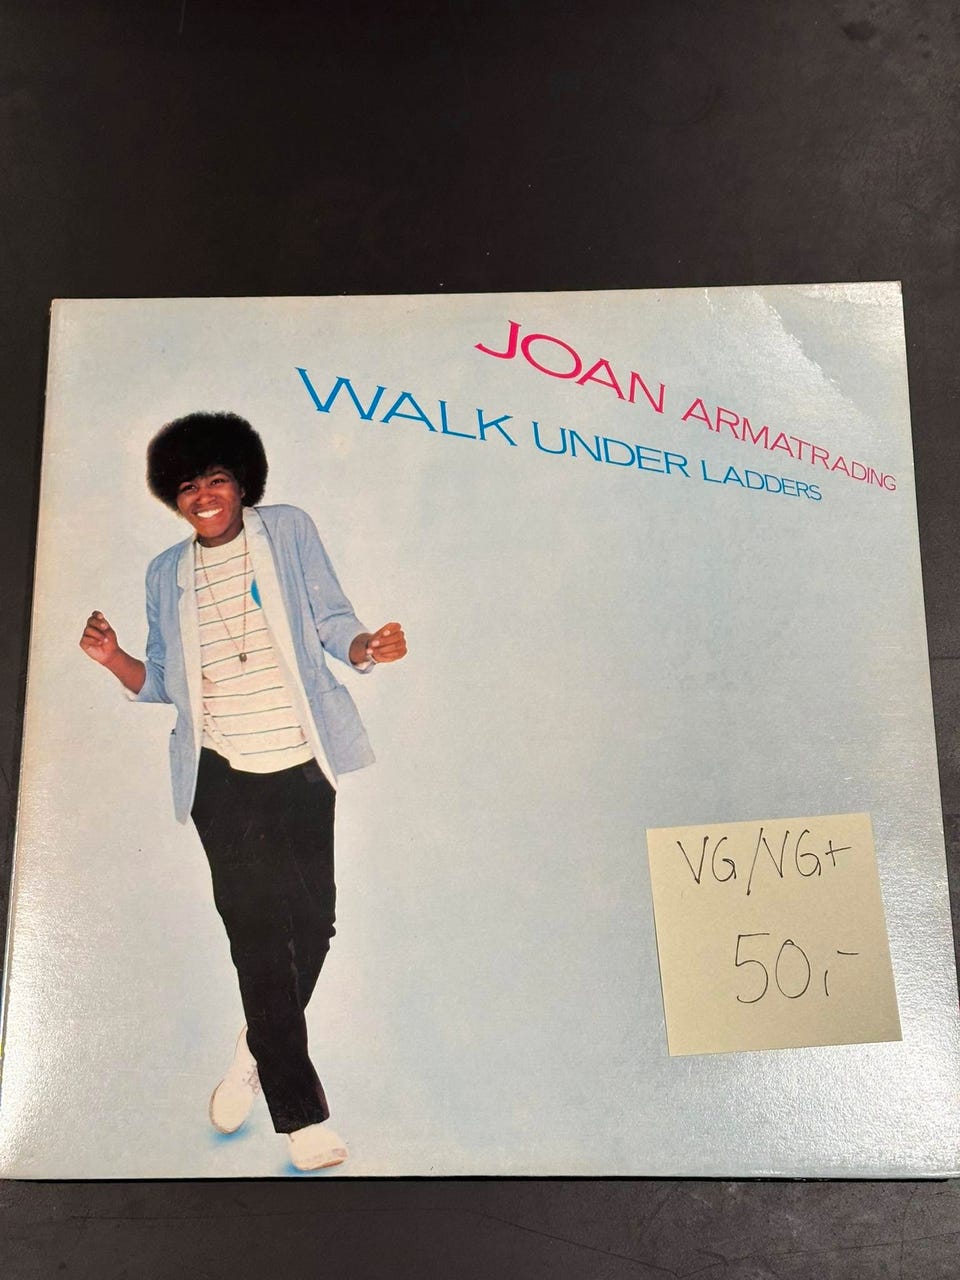 JOAN ARMATRADING
WALK UNDER LADDERS
VG/VG+
50,-